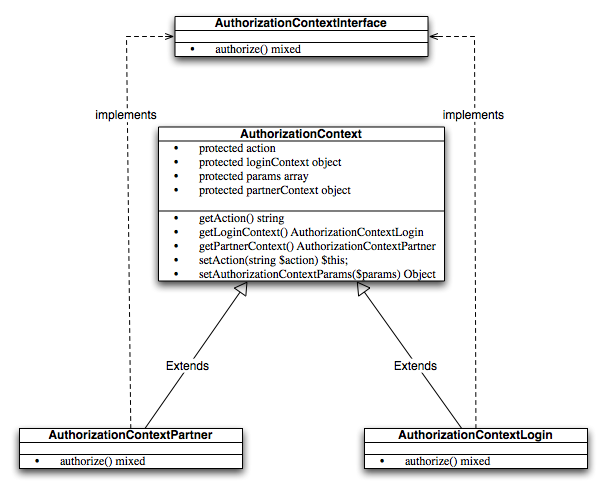 AuthorizationContextInterface
• authorize() mixed
implements
implements
AuthorizationContext
• protected action
• protected loginContext object
• protected params array
• protected partnerContext object
• getAction() string
• getLoginContext() AuthorizationContextLogin
• getPartnerContext() AuthorizationContextPartner
• setAction(string $action) $this;
• setAuthorizationContextParams($params) Object
Extends
Extends
AuthorizationContextPartner
• authorize() mixed
AuthorizationContextLogin
• authorize() mixed